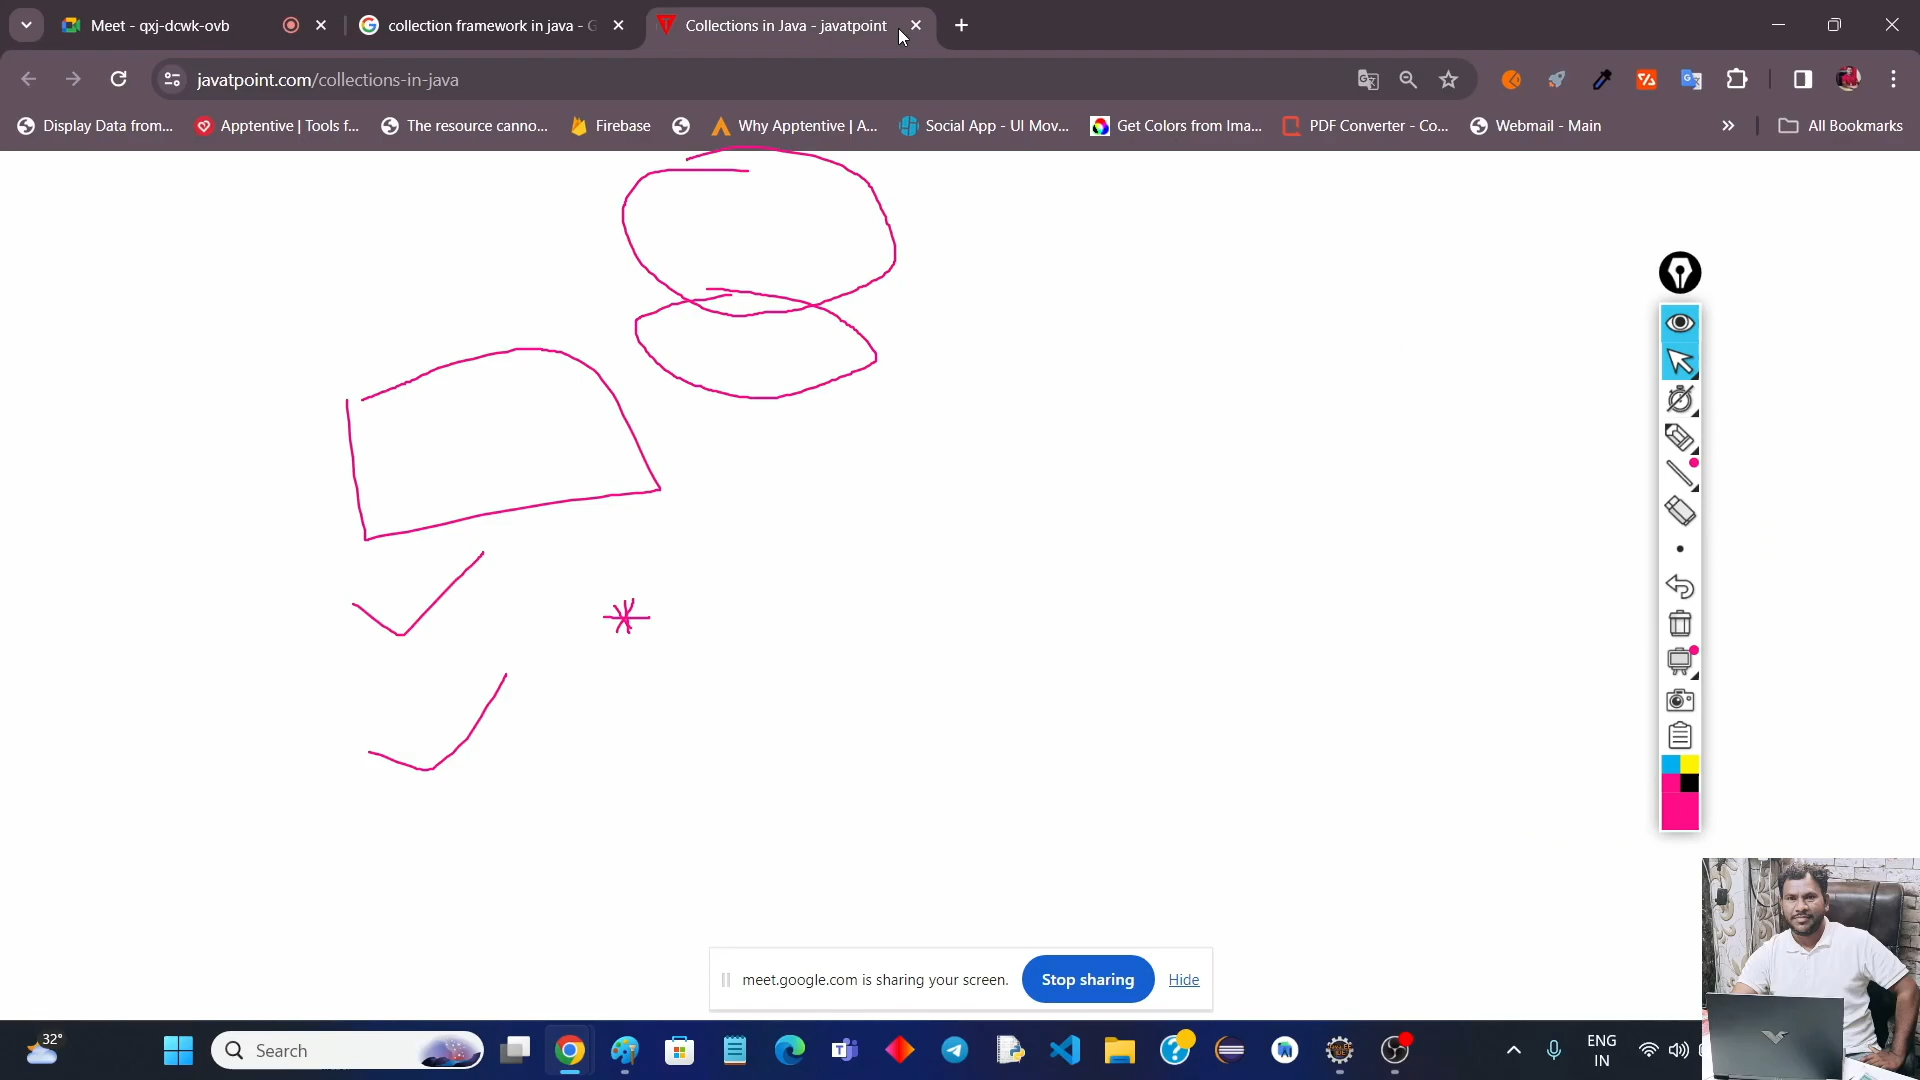 Meet - qxj-dcwk-ovb
collection framework in java - G
Collections in Java - javatpoint
javatpoint.com/collections-in-java
Display Data from...
Apptentive | Tools f...
The resource canno...
Firebase
Why Apptentive | A...
Social App - UI Mov...
Get Colors from Ima...
PDF Converter - Co...
Webmail - Main
»
All Bookmarks
meet.google.com is sharing your screen.
Stop sharing
Hide
32°
Search
ENG
IN